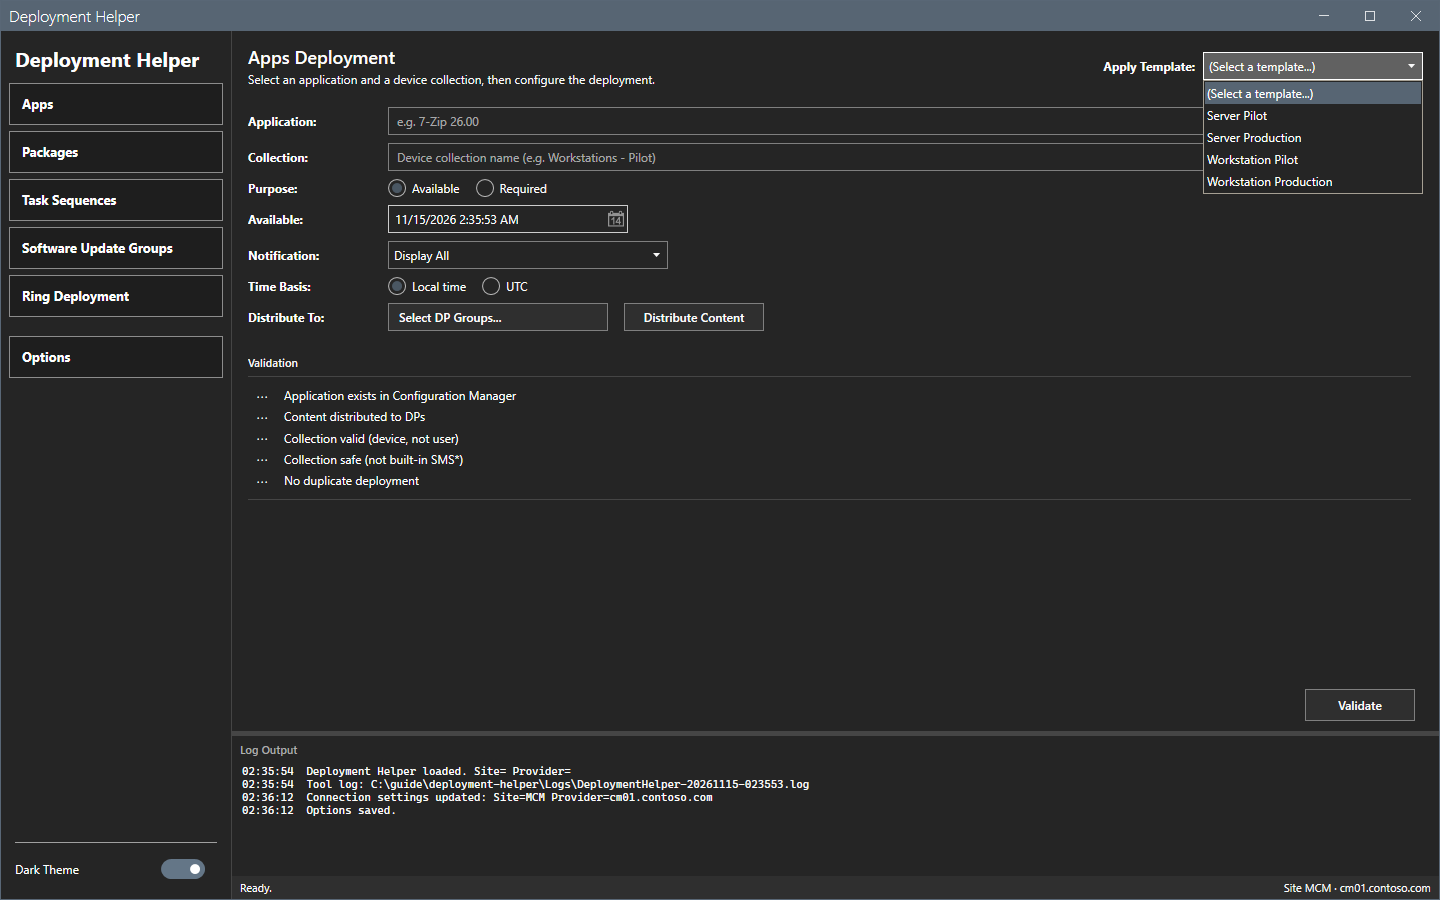 Deployment Helper
Deployment Helper
Apps
Packages
Task Sequences
Software Update Groups
Ring Deployment
Options
Dark Theme
Apps Deployment
Select an application and a device collection, then configure the deployment.
Apply Template: (Select a template...)
(Select a template...)
Server Pilot
Server Production
Workstation Pilot
Workstation Production
Application: e.g. 7-Zip 26.00
Collection: Device collection name (e.g. Workstations - Pilot)
Purpose: Available Required
Available: 11/15/2026 2:35:53 AM 14
Notification: Display All
Time Basis: Local time UTC
Distribute To: Select DP Groups... Distribute Content
Validation
... Application exists in Configuration Manager
... Content distributed to DPs
... Collection valid (device, not user)
... Collection safe (not built-in SMS*)
... No duplicate deployment
Validate
Log Output
02:35:54 Deployment Helper loaded. Site= Provider=
02:35:54 Tool log: C:\guide\deployment-helper\Logs\DeploymentHelper-20261115-023553.log
02:36:12 Connection settings updated: Site=MCM Provider=cm01.contoso.com
02:36:12 Options saved.
Ready. Site MCM · cm01.contoso.com